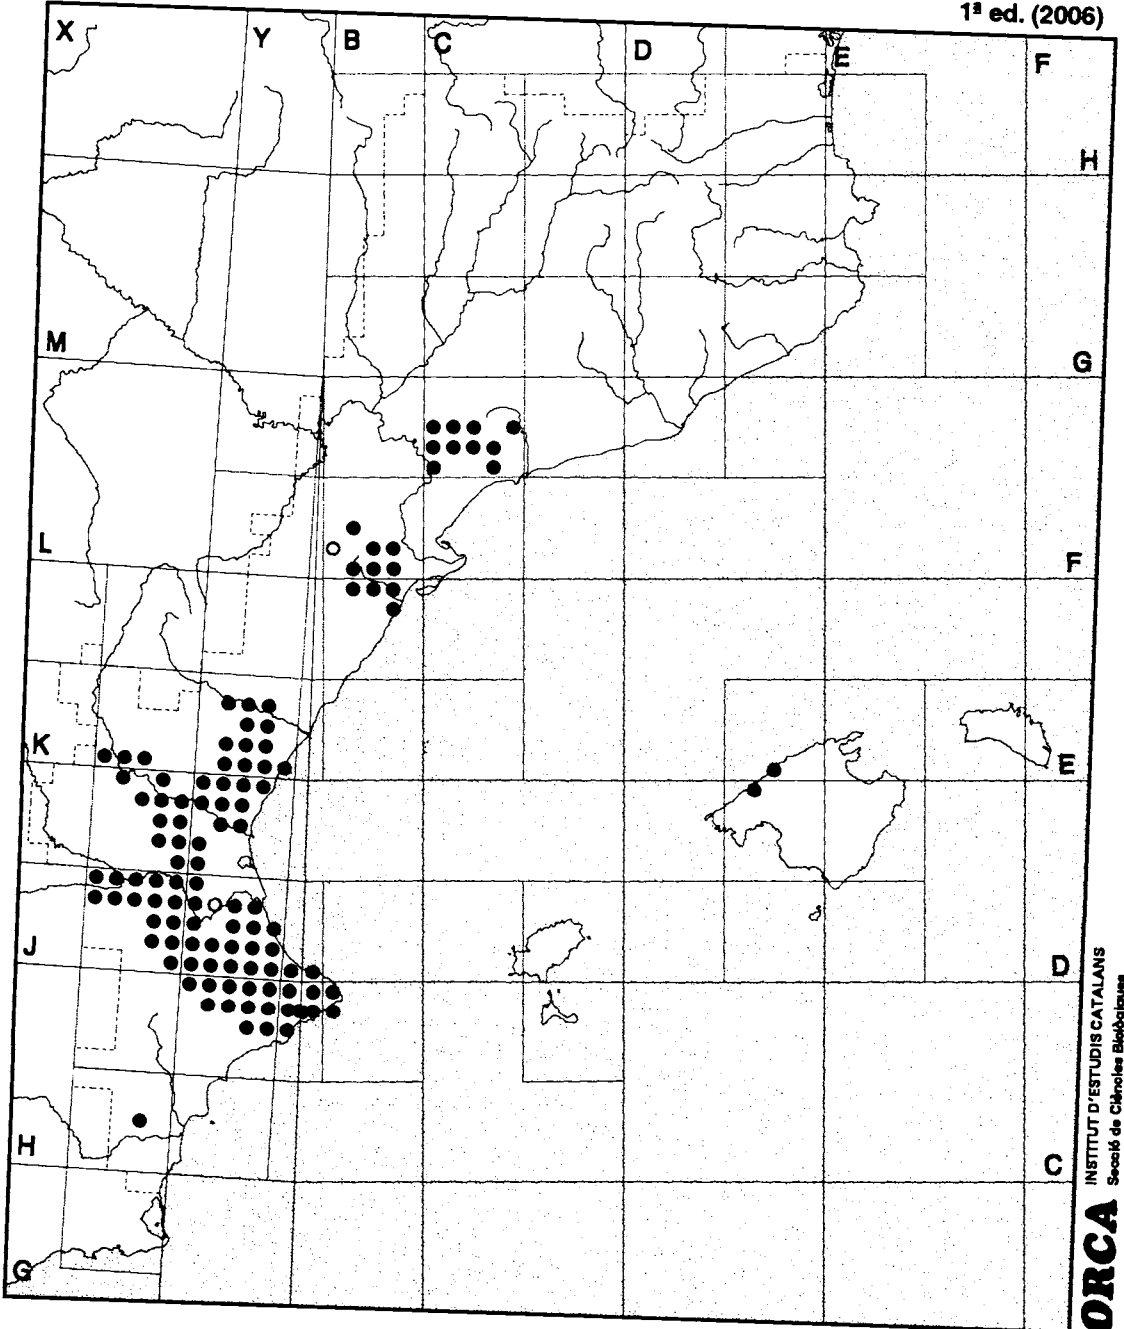 1ª ed. (2006)
X
Y
B
C
D
E
F
H
M
G
L
F
K
E
J
D
H
C
G
ORCA
INSTITUT D'ESTUDIS CATALANS
Secció de Ciències Biològiques